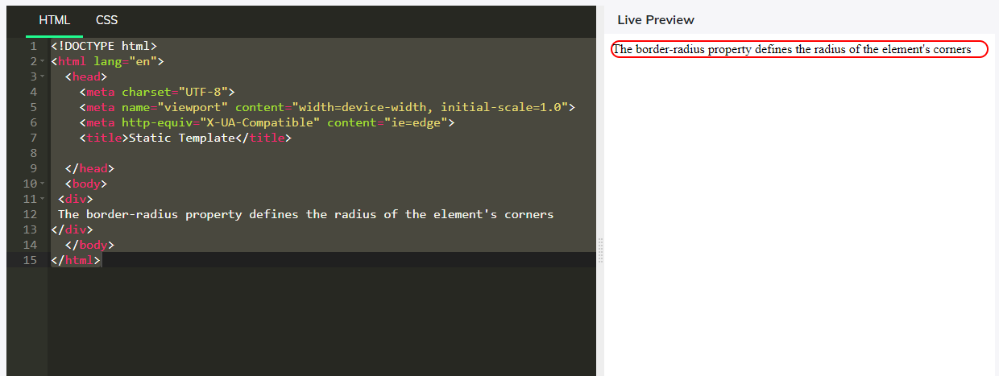 HTML CSS
Live Preview
1 <!DOCTYPE html>
2 <html lang="en">
3 <head>
4 <meta charset="UTF-8">
5 <meta name="viewport" content="width=device-width, initial-scale=1.0">
6 <meta http-equiv="X-UA-Compatible" content="ie=edge">
7 <title>Static Template</title>
8
9 </head>
10 <body>
11 <div>
12 The border-radius property defines the radius of the element's corners
13 </div>
14 </body>
15 </html>
The border-radius property defines the radius of the element's corners